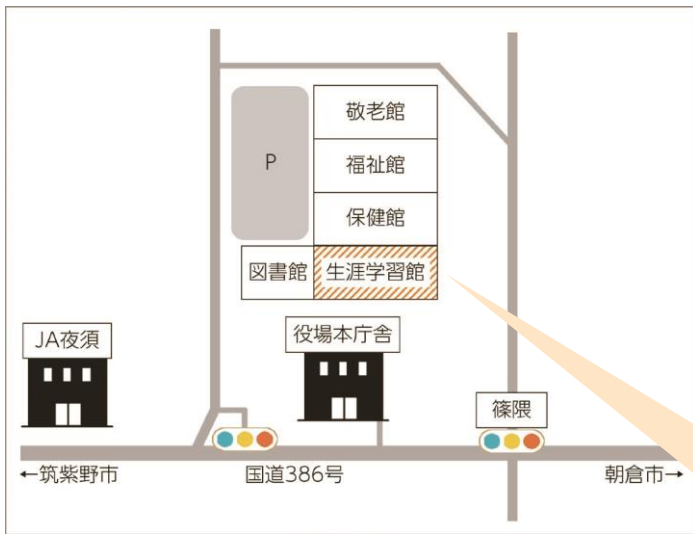 敬老館
P
福祉館
保健館
図書館
生涯学習館
JA夜須
役場本庁舎
篠隈
←筑紫野市
国道386号
朝倉市→